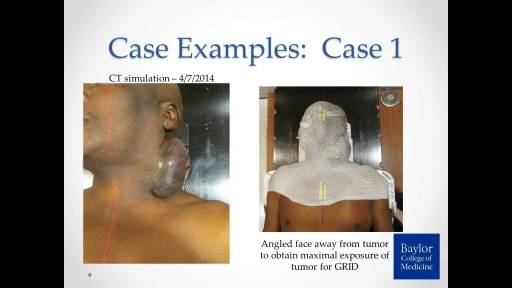 Case Examples: Case 1
CT simulation – 4/7/2014
Angled face away from tumor
to obtain maximal exposure of
tumor for GRID
Baylor
College of
Medicine